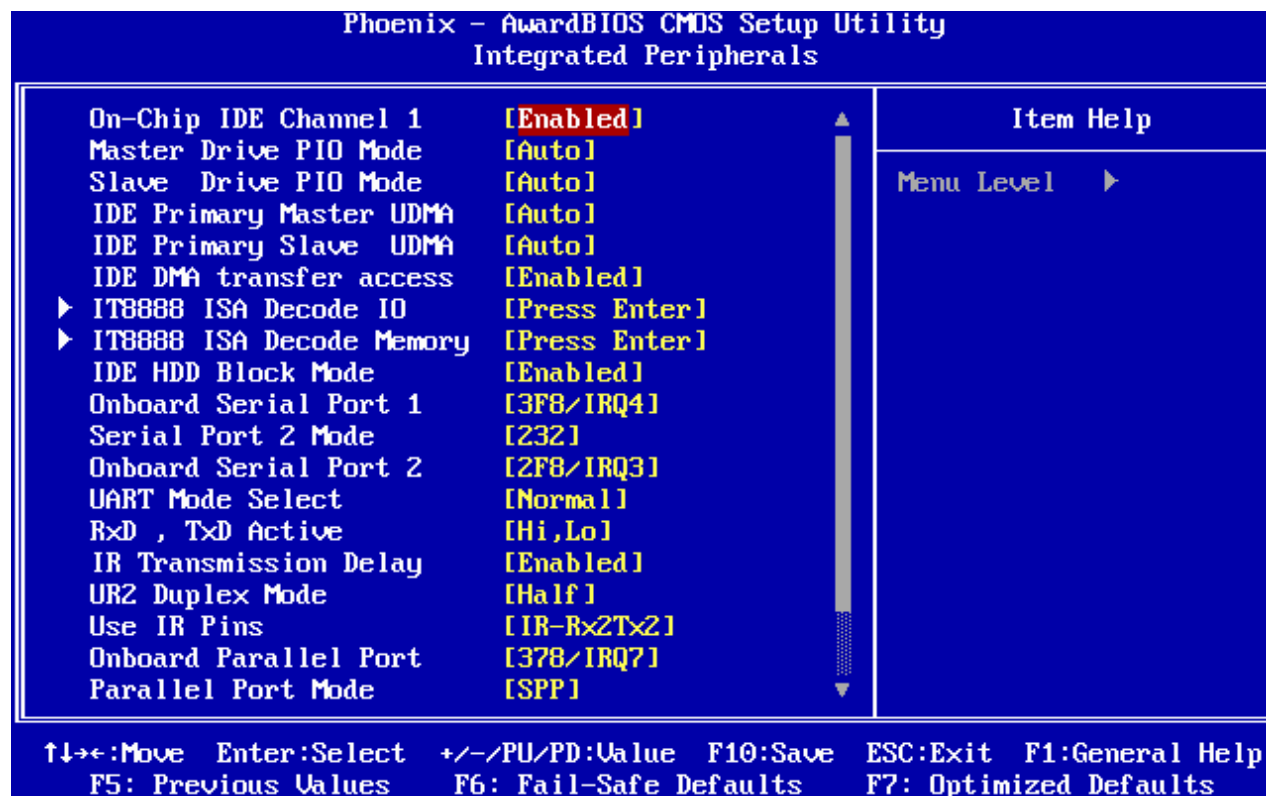 Phoenix - AwardBIOS CMOS Setup Utility
Integrated Peripherals
On-Chip IDE Channel 1 [Enabled]
Master Drive PIO Mode [Auto]
Slave Drive PIO Mode [Auto]
IDE Primary Master UDMA [Auto]
IDE Primary Slave UDMA [Auto]
IDE DMA transfer access [Enabled]
IT8888 ISA Decode IO [Press Enter]
IT8888 ISA Decode Memory [Press Enter]
IDE HDD Block Mode [Enabled]
Onboard Serial Port 1 [3F8/IRQ4]
Serial Port 2 Mode [232]
Onboard Serial Port 2 [2F8/IRQ3]
UART Mode Select [Normal]
RxD , TxD Active [Hi,Lo]
IR Transmission Delay [Enabled]
UR2 Duplex Mode [Half]
Use IR Pins [IR-Rx2Tx2]
Onboard Parallel Port [378/IRQ7]
Parallel Port Mode [SPP]
Item Help
Menu Level
↑↓→←:Move Enter:Select +/-/PU/PD:Value F10:Save ESC:Exit F1:General Help
F5: Previous Values F6: Fail-Safe Defaults F7: Optimized Defaults